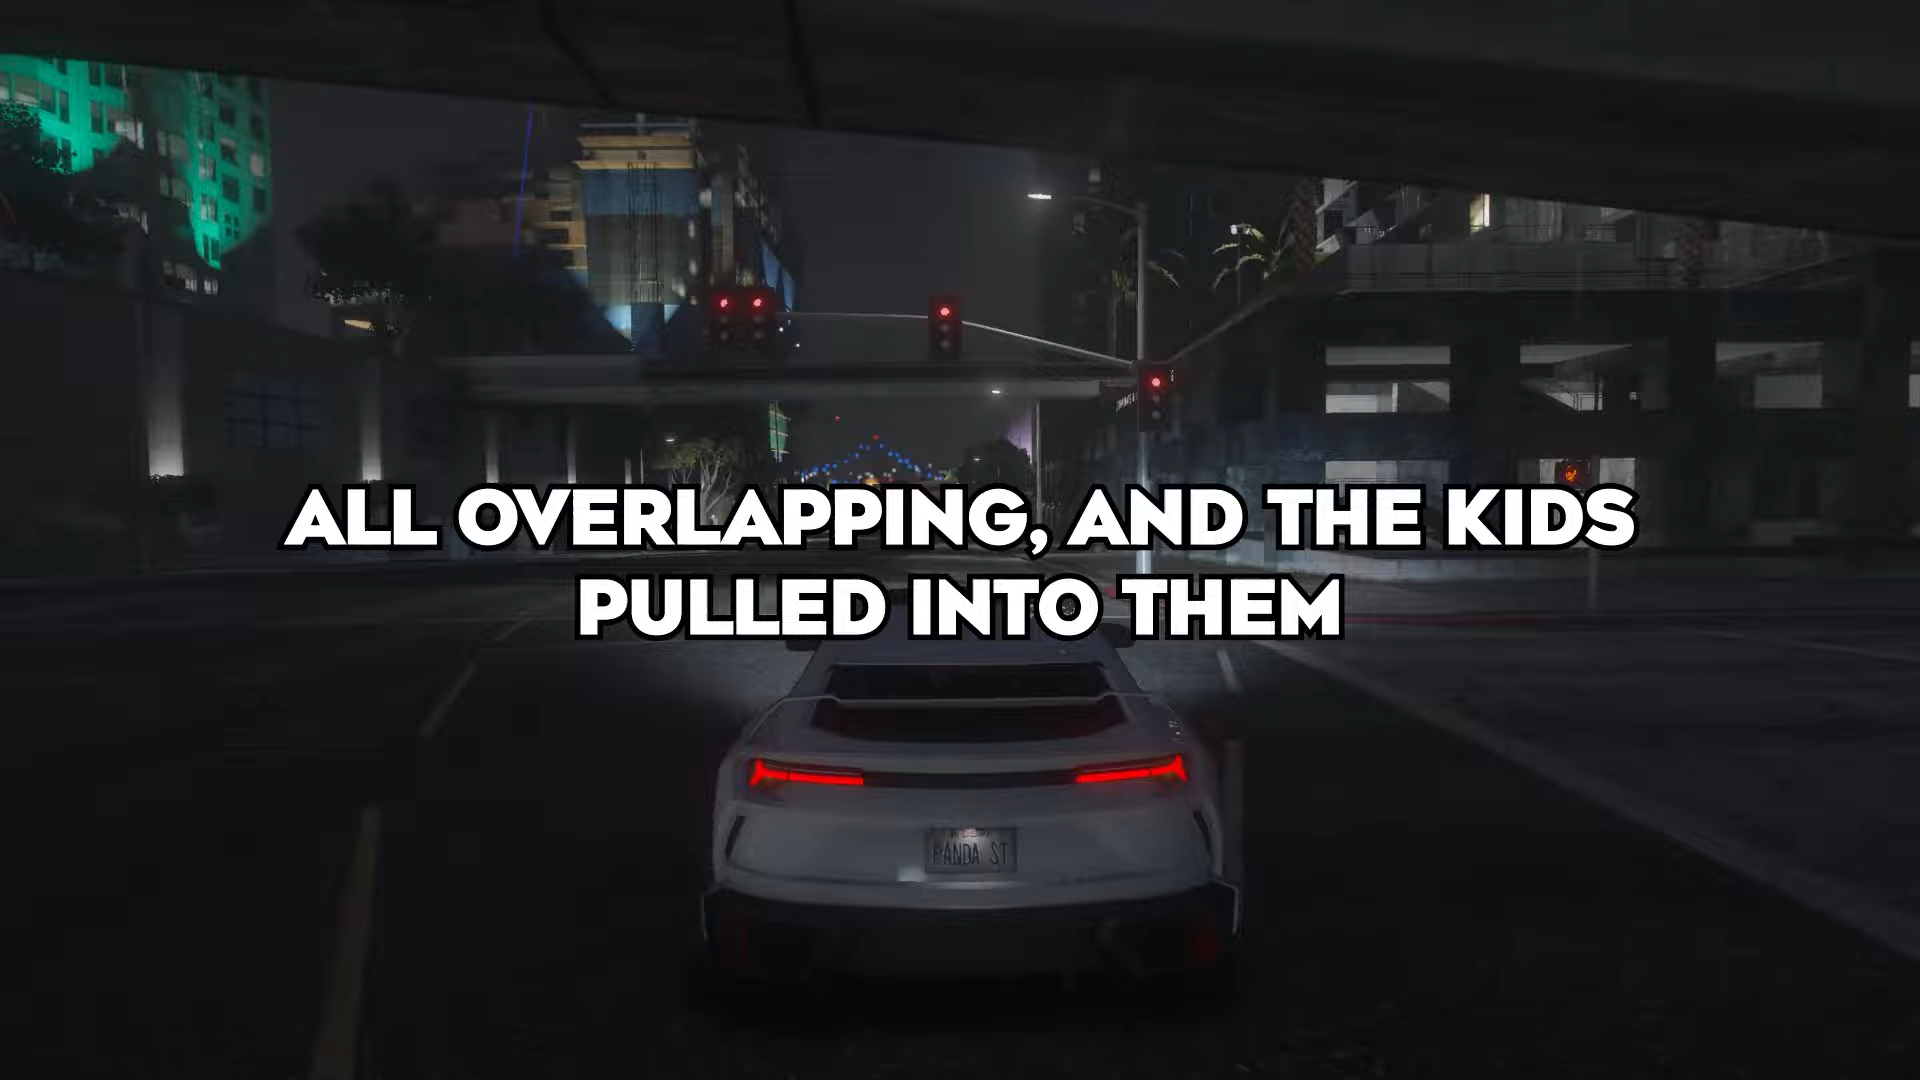 ALL OVERLAPPING, AND THE KIDS
PULLED INTO THEM
PANDA ST